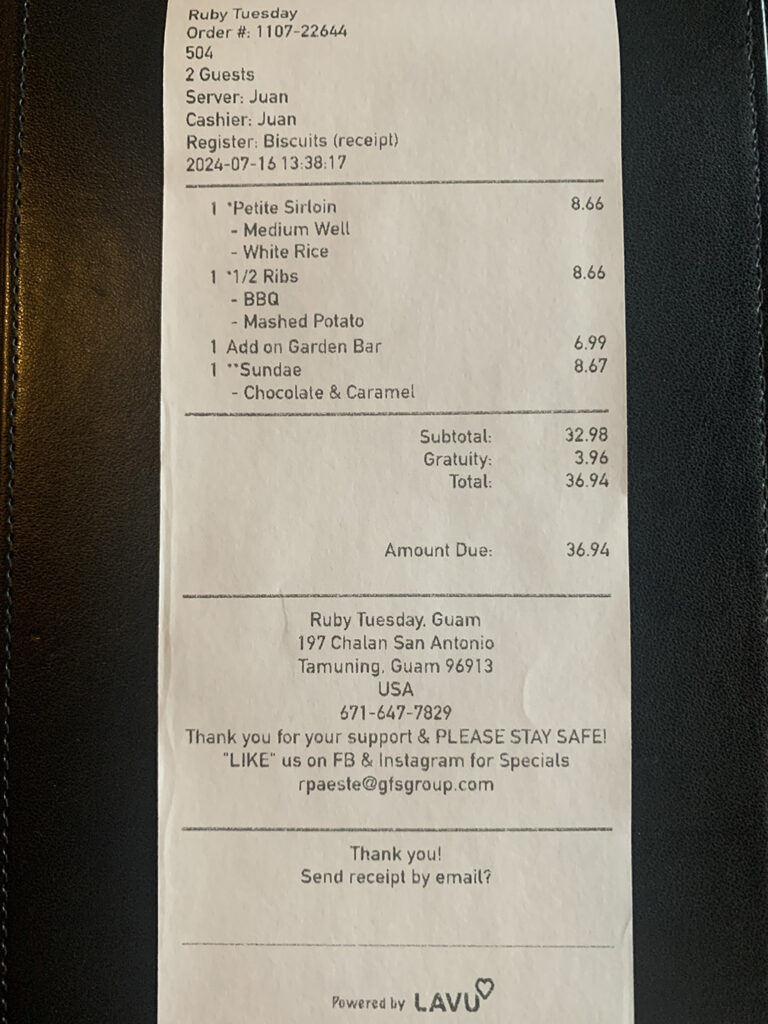 Ruby Tuesday
Order #: 1107-22644
504
2 Guests
Server: Juan
Cashier: Juan
Register: Biscuits (receipt)
2024-07-16 13:38:17
1 *Petite Sirloin 8.66
- Medium Well
- White Rice
1 *1/2 Ribs 8.66
- BBQ
- Mashed Potato
1 Add on Garden Bar 6.99
1 **Sundae 8.67
- Chocolate & Caramel
Subtotal: 32.98
Gratuity: 3.96
Total: 36.94
Amount Due: 36.94
Ruby Tuesday, Guam
197 Chalan San Antonio
Tamuning, Guam 96913
USA
671-647-7829
Thank you for your support & PLEASE STAY SAFE!
"LIKE" us on FB & Instagram for Specials
rpaeste@gfsgroup.com
Thank you!
Send receipt by email?
Powered by LAVU